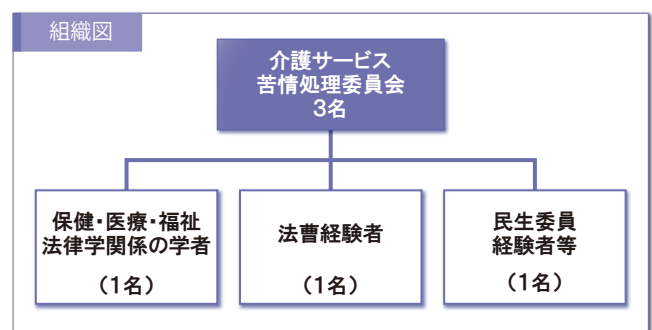 組織図
介護サービス
苦情処理委員会
3名
保健・医療・福祉
法律学関係の学者
（1名）
法曹経験者
（1名）
民生委員
経験者等
（1名）